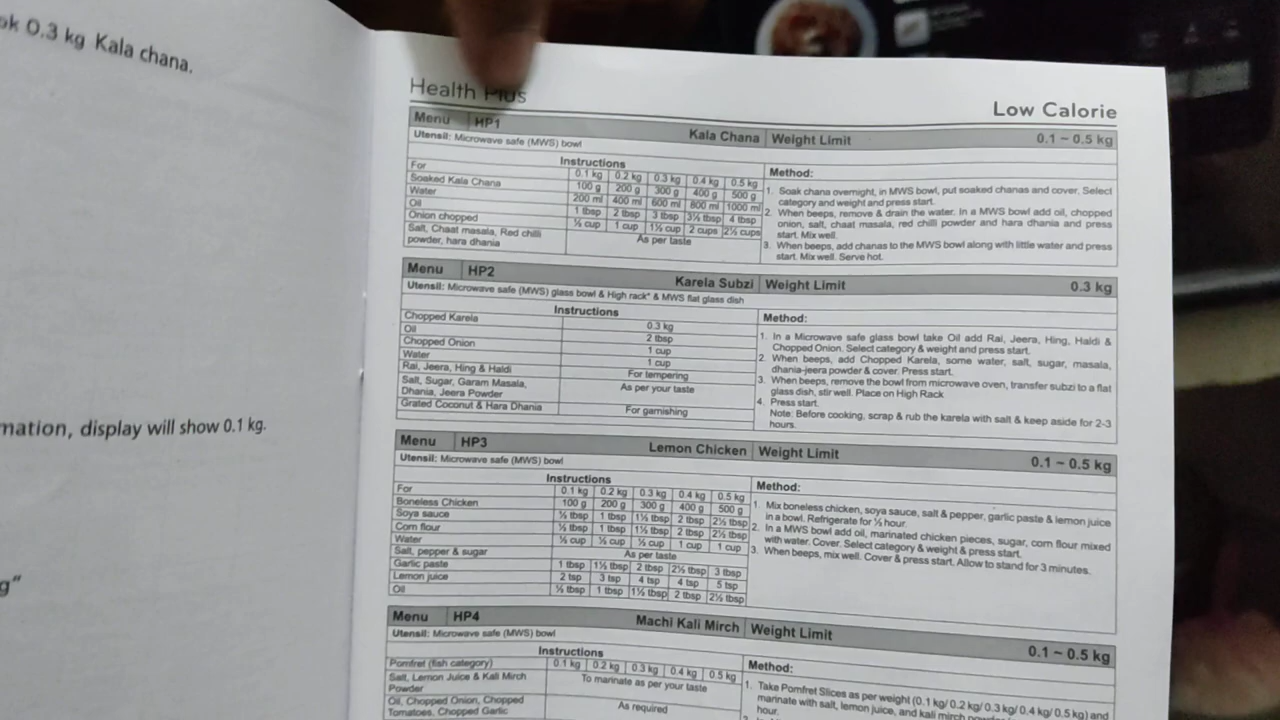 ok 0.3 kg Kala chana.
mation, display will show 0.1 kg.
g"
Health Plus
Low Calorie
Menu HP1 Kala Chana Weight Limit 0.1 ~ 0.5 kg
Utensil: Microwave safe (MWS) bowl
Instructions
For 0.1 kg 0.2 kg 0.3 kg 0.4 kg 0.5 kg
Soaked Kala Chana 100 g 200 g 300 g 400 g 500 g
Water 200 ml 400 ml 600 ml 800 ml 1000 ml
Oil 1 tbsp 2 tbsp 3 tbsp 3½ tbsp 4 tbsp
Onion chopped ½ cup 1 cup 1½ cup 2 cups 2½ cups
Salt, Chaat masala, Red chilli As per taste
powder, hara dhania
Method:
1. Soak chana overnight, in MWS bowl, put soaked chanas and cover. Select
category and weight and press start.
2. When beeps, remove & drain the water. In a MWS bowl add oil, chopped
onion, salt, chaat masala, red chilli powder and hara dhania and press
start. Mix well.
3. When beeps, add chanas to the MWS bowl along with little water and press
start. Mix well. Serve hot.
Menu HP2 Karela Subzi Weight Limit 0.3 kg
Utensil: Microwave safe (MWS) glass bowl & High rack* & MWS flat glass dish
Instructions
Chopped Karela 0.3 kg
Oil 2 tbsp
Chopped Onion 1 cup
Water 1 cup
Rai, Jeera, Hing & Haldi For tempering
Salt, Sugar, Garam Masala, As per your taste
Dhania, Jeera Powder
Grated Coconut & Hara Dhania For garnishing
Method:
1. In a Microwave safe glass bowl take Oil add Rai, Jeera, Hing, Haldi &
Chopped Onion. Select category & weight and press start.
2. When beeps, add Chopped Karela, some water, salt, sugar, masala,
dhania-jeera powder & cover. Press start.
3. When beeps, remove the bowl from microwave oven, transfer subzi to a flat
glass dish, stir well. Place on High Rack
4. Press start.
Note: Before cooking, scrap & rub the karela with salt & keep aside for 2-3
hours.
Menu HP3 Lemon Chicken Weight Limit 0.1 ~ 0.5 kg
Utensil: Microwave safe (MWS) bowl
Instructions
For 0.1 kg 0.2 kg 0.3 kg 0.4 kg 0.5 kg
Boneless Chicken 100 g 200 g 300 g 400 g 500 g
Soya sauce ½ tbsp 1 tbsp 1½ tbsp 2 tbsp 2½ tbsp
Corn flour ½ tbsp 1 tbsp 1½ tbsp 2 tbsp 2½ tbsp
Water cup cup cup 1 cup 1 cup
Salt, pepper & sugar As per taste
Garlic paste 1 tbsp 1½ tbsp 2 tbsp 2½ tbsp 3 tbsp
Lemon juice 2 tsp 3 tsp 4 tsp 4 tsp 5 tsp
Oil ½ tbsp 1 tbsp 1½ tbsp 2 tbsp 2½ tbsp
Method:
1. Mix boneless chicken, soya sauce, salt & pepper, garlic paste & lemon juice
in a bowl. Refrigerate for ½ hour.
2. In a MWS bowl add oil, marinated chicken pieces, sugar, corn flour mixed
with water. Cover. Select category & weight & press start.
3. When beeps, mix well. Cover & press start. Allow to stand for 3 minutes.
Menu HP4 Machi Kali Mirch Weight Limit 0.1 ~ 0.5 kg
Utensil: Microwave safe (MWS) bowl
Instructions
Pomfret (fish category) 0.1 kg 0.2 kg 0.3 kg 0.4 kg 0.5 kg
Salt, Lemon Juice & Kali Mirch To marinate as per your taste
Powder
Oil, Chopped Onion, Chopped As required
Tomatoes, Chopped Garlic
Method:
1. Take Pomfret Slices as per weight (0.1 kg/ 0.2 kg/ 0.3 kg/ 0.4 kg/ 0.5 kg) and
marinate with salt, lemon juice, and kali mirch
hour.